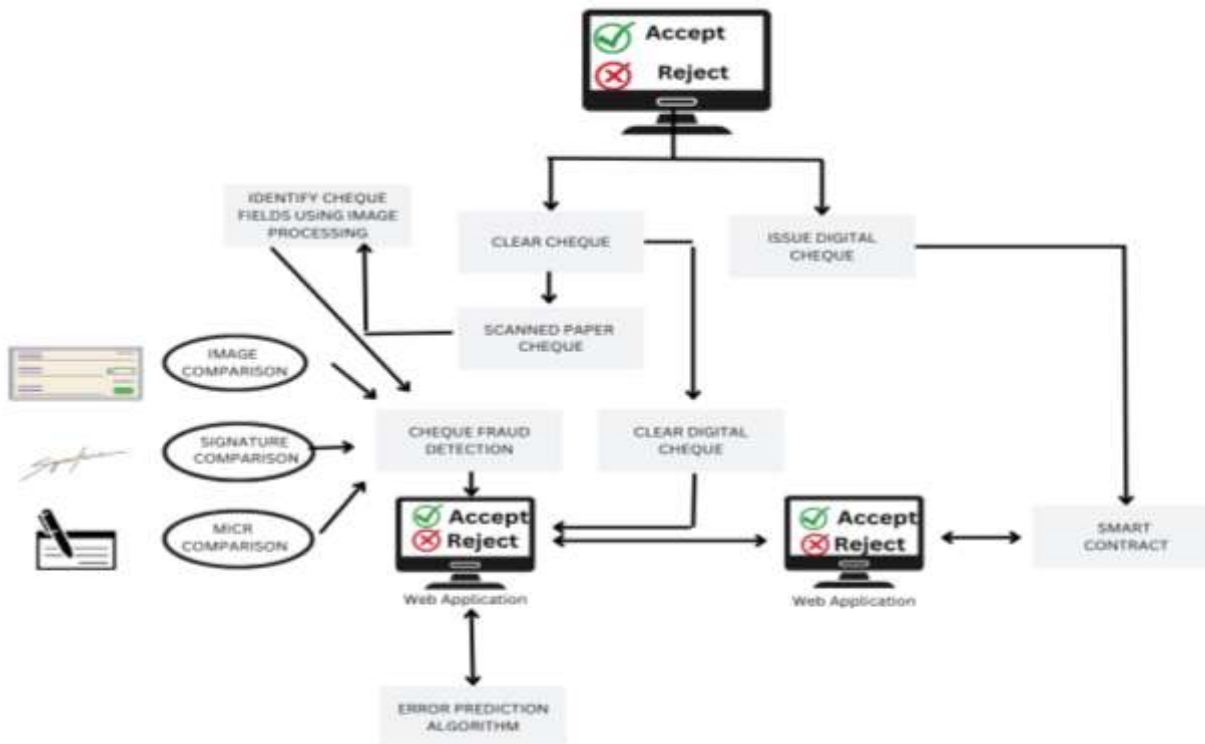 Accept
Reject
IDENTIFY CHEQUE
FIELDS USING IMAGE
PROCESSING
CLEAR CHEQUE
ISSUE DIGITAL
CHEQUE
SCANNED PAPER
CHEQUE
IMAGE
COMPARISON
SIGNATURE
COMPARISON
MICR
COMPARISON
CHEQUE FRAUD
DETECTION
CLEAR DIGITAL
CHEQUE
Accept
Reject
Web Application
Accept
Reject
Web Application
SMART
CONTRACT
ERROR PREDICTION
ALGORITHM